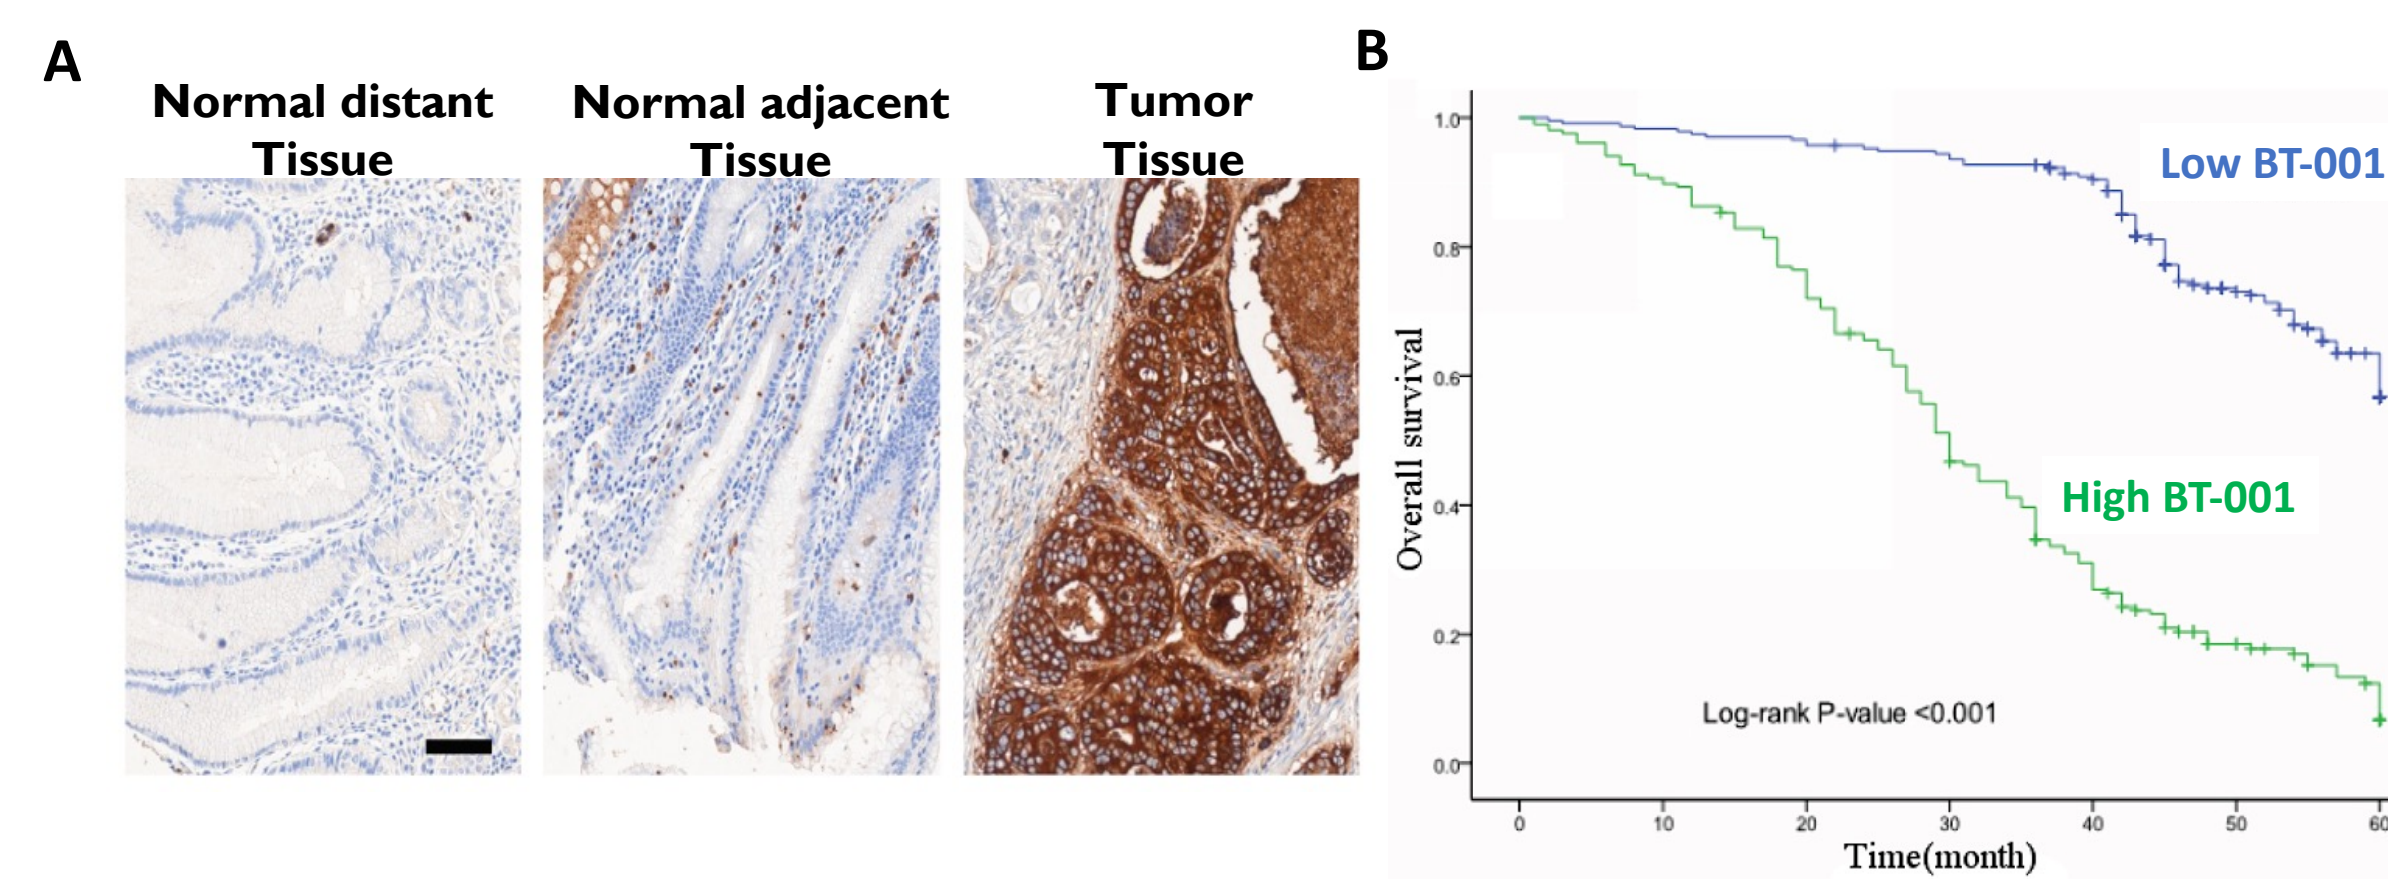 A
Normal distant
Tissue
Normal adjacent
Tissue
Tumor
Tissue
B
1.0
0.8
0.6
0.4
0.2
0.0
Overall survival
Low BT-001
High BT-001
Log-rank P-value <0.001
0 10 20 30 40 50 60
Time(month)